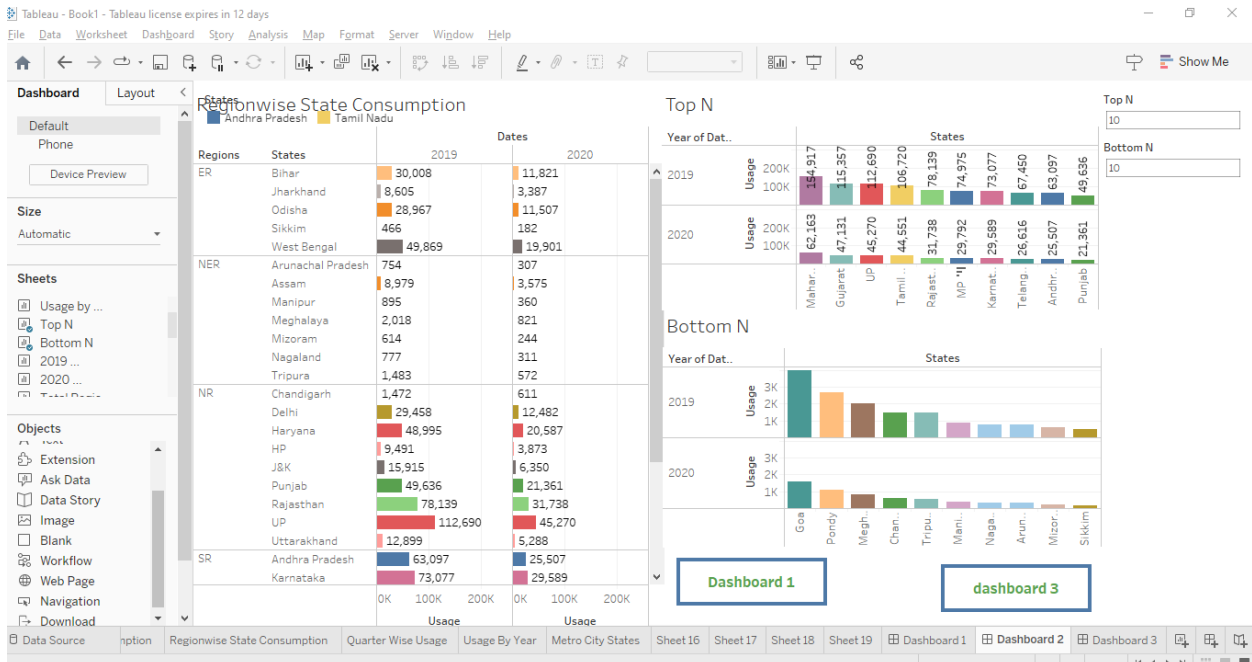 Tableau - Book1 - Tableau license expires in 12 days
File Data Worksheet Dashboard Story Analysis Map Format Server Window Help
Show Me
Dashboard Layout
Default
Phone
Device Preview
Size
Automatic
Sheets
Usage by ...
Top N
Bottom N
2019 ...
2020 ...
Objects
Extension
Ask Data
Data Story
Image
Blank
Workflow
Web Page
Navigation
Download
Regionwise State Consumption
States
Andhra Pradesh Tamil Nadu
Dates
Regions States 2019 2020
ER Bihar 30,008 11,821
Jharkhand 8,605 3,387
Odisha 28,967 11,507
Sikkim 466 182
West Bengal 49,869 19,901
NER Arunachal Pradesh 754 307
Assam 8,979 3,575
Manipur 895 360
Meghalaya 2,018 821
Mizoram 614 244
Nagaland 777 311
Tripura 1,483 572
NR Chandigarh 1,472 611
Delhi 29,458 12,482
Haryana 48,995 20,587
HP 9,491 3,873
J&K 15,915 6,350
Punjab 49,636 21,361
Rajasthan 78,139 31,738
UP 112,690 45,270
Uttarakhand 12,899 5,288
SR Andhra Pradesh 63,097 25,507
Karnataka 73,077 29,589
0K 100K 200K 0K 100K 200K
Usage Usage
Top N
Year of Dat.. States
2019 Usage 200K 100K
154,917 115,357 112,690 106,720 78,139 74,975 73,077 67,450 63,097 49,636
2020 Usage 200K 100K
62,163 47,131 45,270 44,551 31,738 29,792 29,589 26,616 25,507 21,361
Mahar.. Gujarat UP Tamil .. Rajast.. MP Karnat.. Telang.. Andhr.. Punjab
Bottom N
Year of Dat.. States
2019 Usage 3K 2K 1K
2020 Usage 3K 2K 1K
Goa Pondy Megh.. Chan.. Tripu.. Mani.. Naga.. Arun.. Mizor.. Sikkim
Top N
10
Bottom N
10
Dashboard 1
dashboard 3
Data Source Regionwise State Consumption Quarter Wise Usage Usage By Year Metro City States Sheet 16 Sheet 17 Sheet 18 Sheet 19 Dashboard 1 Dashboard 2 Dashboard 3